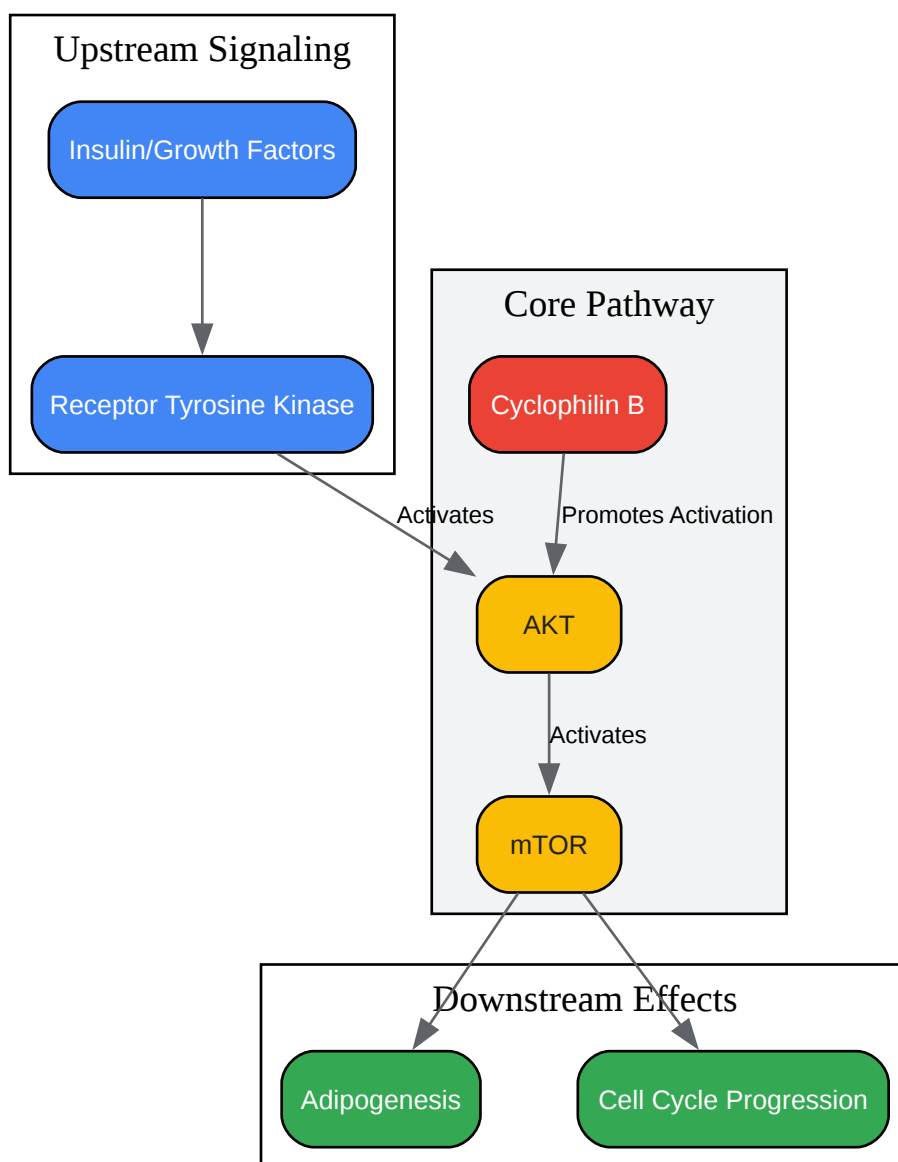 Upstream Signaling
Insulin/Growth Factors
Receptor Tyrosine Kinase
Core Pathway
Cyclophilin B
Activates
Promotes Activation
AKT
Activates
mTOR
Downstream Effects
Adipogenesis
Cell Cycle Progression